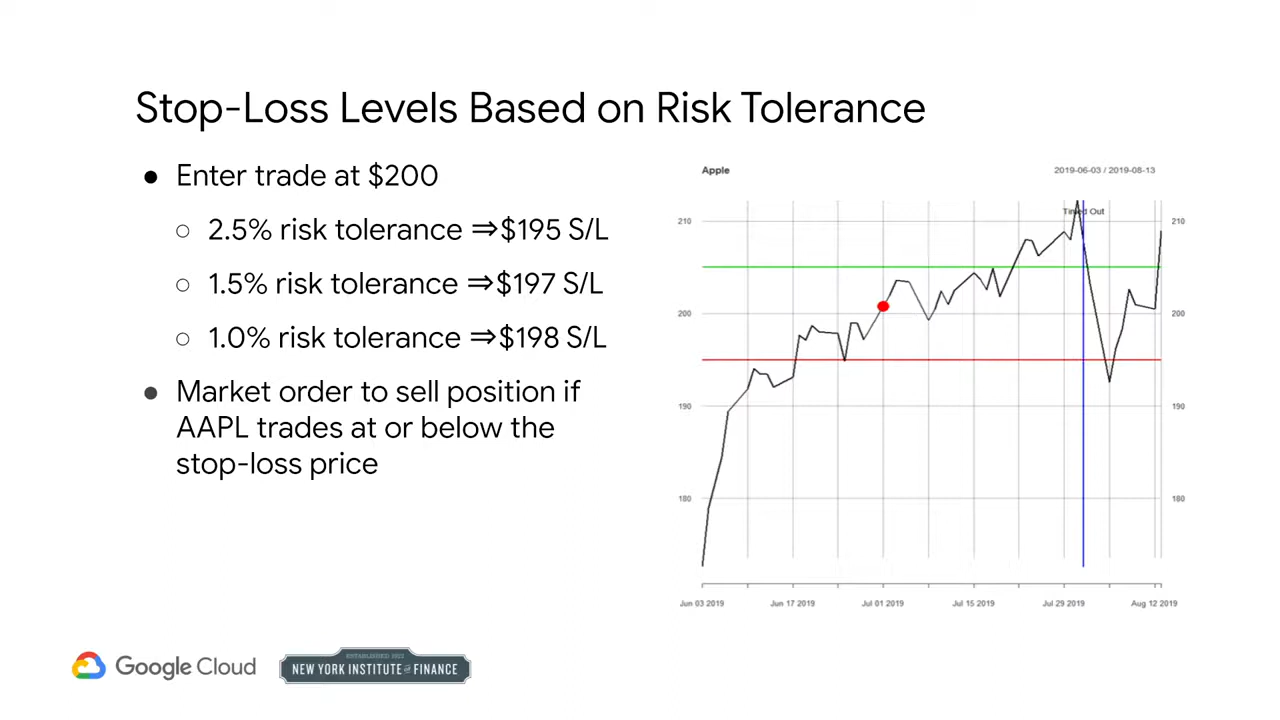 Stop-Loss Levels Based on Risk Tolerance
● Enter trade at $200
○ 2.5% risk tolerance ⇒$195 S/L
○ 1.5% risk tolerance ⇒$197 S/L
○ 1.0% risk tolerance ⇒$198 S/L
● Market order to sell position if
AAPL trades at or below the
stop-loss price
Apple
2019-06-03 / 2019-08-13
Timed Out
210
210
200
200
190
190
180
180
Jun 03 2019
Jun 17 2019
Jul 01 2019
Jul 15 2019
Jul 29 2019
Aug 12 2019
Google Cloud
ESTABLISHED 1922
NEW YORK INSTITUTE OF FINANCE